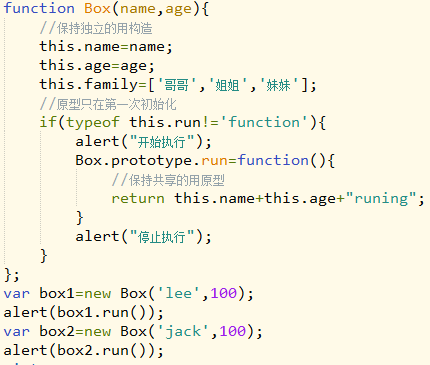 function Box(name,age){
//保持独立的用构造
this.name=name;
this.age=age;
this.family=['哥哥','姐姐','妹妹'];
//原型只在第一次初始化
if(typeof this.run!='function'){
alert("开始执行");
Box.prototype.run=function(){
//保持共享的用原型
return this.name+this.age+"runing";
}
alert("停止执行");
}
};
var box1=new Box('lee',100);
alert(box1.run());
var box2=new Box('jack',100);
alert(box2.run());